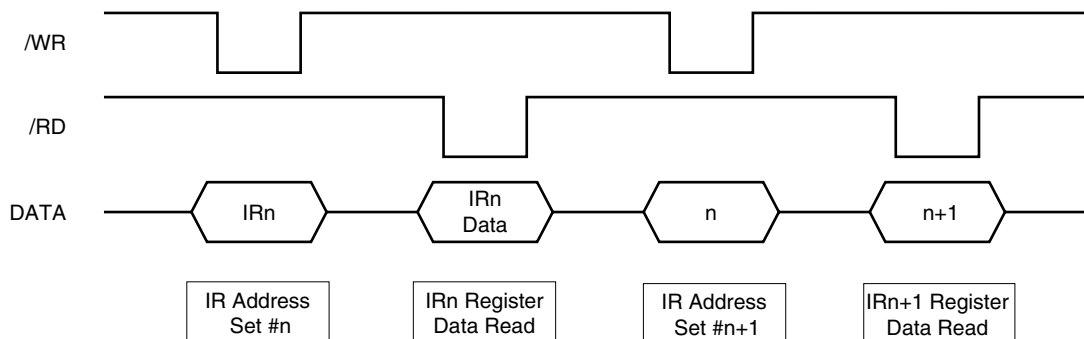 /WR
/RD
DATA
IRn
IRn
Data
n
n+1
IR Address
Set #n
IRn Register
Data Read
IR Address
Set #n+1
IRn+1 Register
Data Read